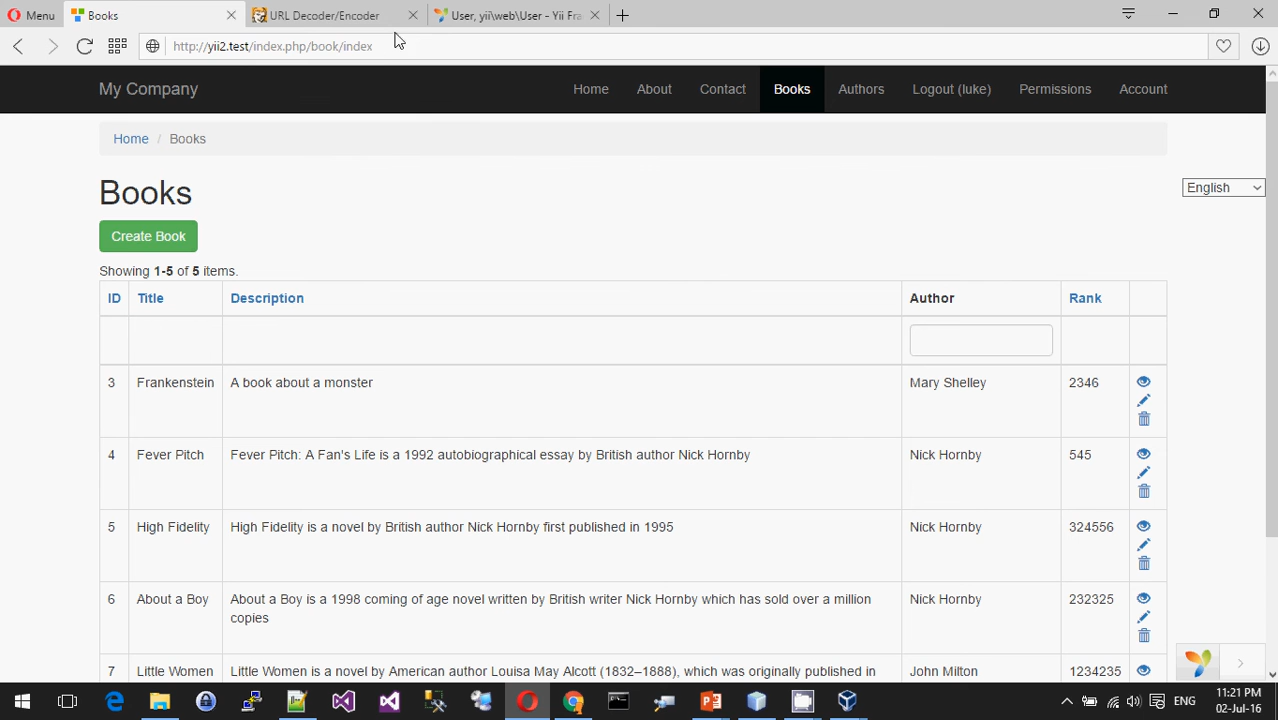 Menu
Books
URL Decoder/Encoder
User, yii\web\User - Yii Fra
http://yii2.test/index.php/book/index
My Company
Home
About
Contact
Books
Authors
Logout (luke)
Permissions
Account
Home / Books
Books
English
Create Book
Showing 1-5 of 5 items.
ID Title Description Author Rank
3 Frankenstein A book about a monster Mary Shelley 2346
4 Fever Pitch Fever Pitch: A Fan's Life is a 1992 autobiographical essay by British author Nick Hornby Nick Hornby 545
5 High Fidelity High Fidelity is a novel by British author Nick Hornby first published in 1995 Nick Hornby 324556
6 About a Boy About a Boy is a 1998 coming of age novel written by British writer Nick Hornby which has sold over a million Nick Hornby 232325
copies
7 Little Women Little Women is a novel by American author Louisa May Alcott (1832–1888), which was originally published in John Milton 1234235
ENG
11:21 PM
02-Jul-16